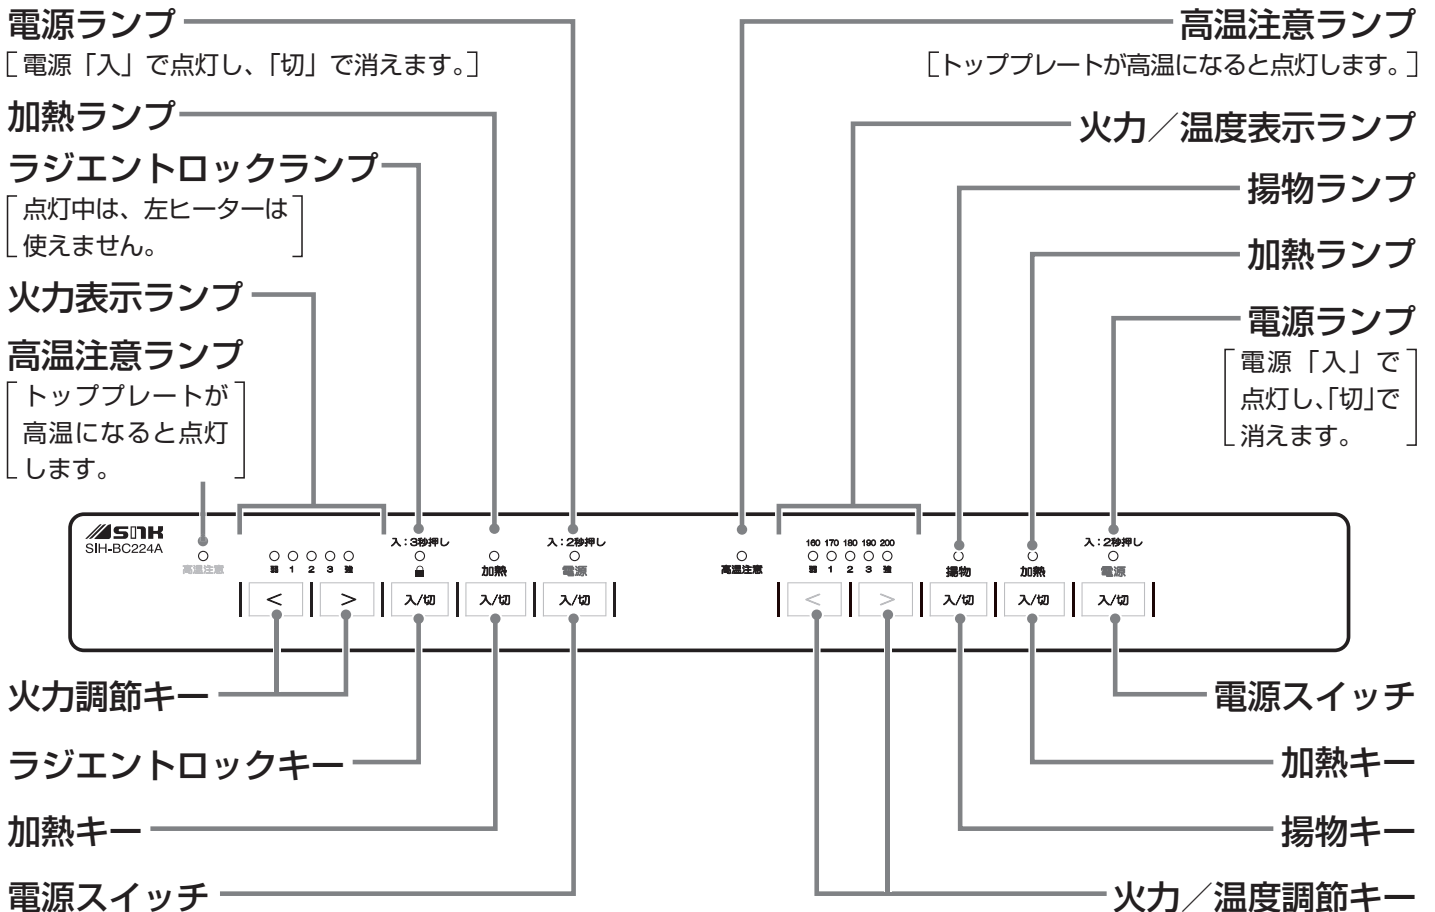 電源ランプ
［電源「入」で点灯し、「切」で消えます。］
加熱ランプ
ラジエントロックランプ
点灯中は、左ヒーターは
使えません。
火力表示ランプ
高温注意ランプ
トッププレートが
高温になると点灯
します。
高温注意ランプ
［トッププレートが高温になると点灯します。］
火力／温度表示ランプ
揚物ランプ
加熱ランプ
電源ランプ
電源「入」で
点灯し、「切」で
消えます。
SIH-BC224A
高温注意
弱 1 2 3 強
< >
入：3秒押し
入/切
加熱
入/切
入：2秒押し
電源
入/切
高温注意
160 170 180 190 200
弱 1 2 3 強
< >
揚物
入/切
加熱
入/切
入：2秒押し
電源
入/切
火力調節キー
ラジエントロックキー
加熱キー
電源スイッチ
電源スイッチ
加熱キー
揚物キー
火力／温度調節キー